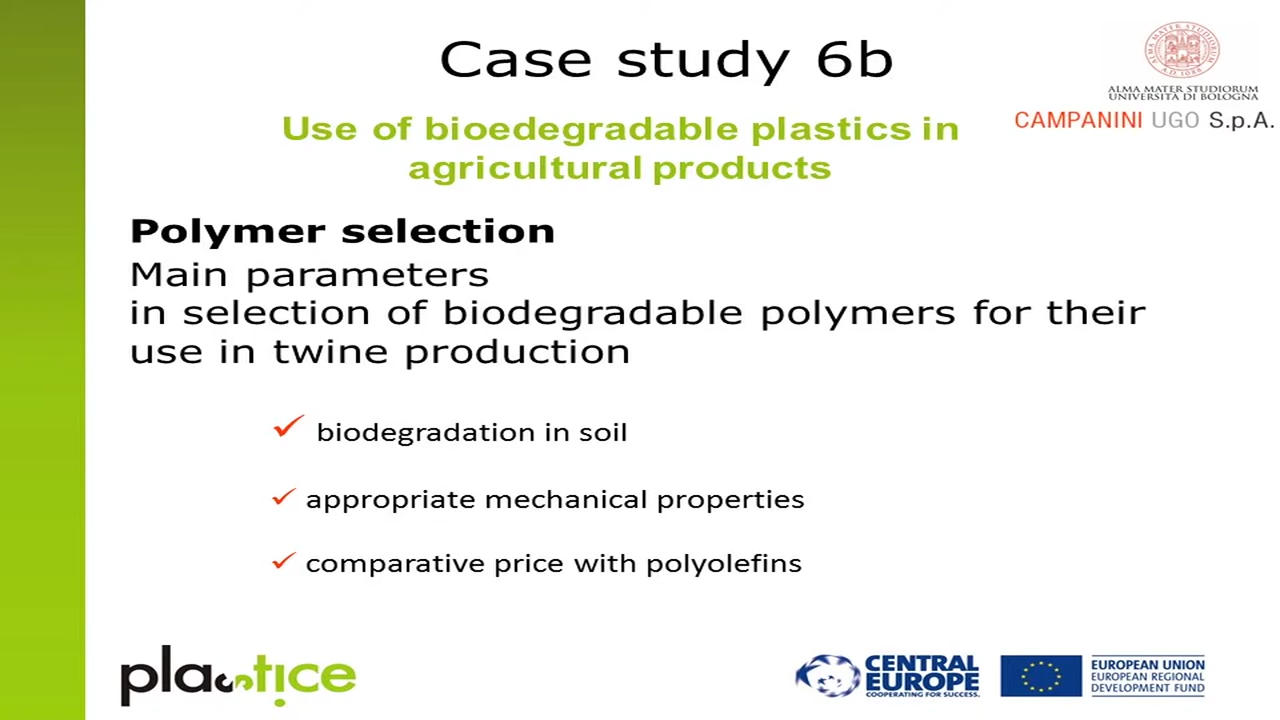 Case study 6b
ALMA MATER STUDIORUM
UNIVERSITÀ DI BOLOGNA
CAMPANINI UGO S.p.A.
Use of bioedegradable plastics in
agricultural products
Polymer selection
Main parameters
in selection of biodegradable polymers for their
use in twine production
✓ biodegradation in soil
✓ appropriate mechanical properties
✓ comparative price with polyolefins
plastice
CENTRAL
EUROPE
COOPERATING FOR SUCCESS.
EUROPEAN UNION
EUROPEAN REGIONAL
DEVELOPMENT FUND